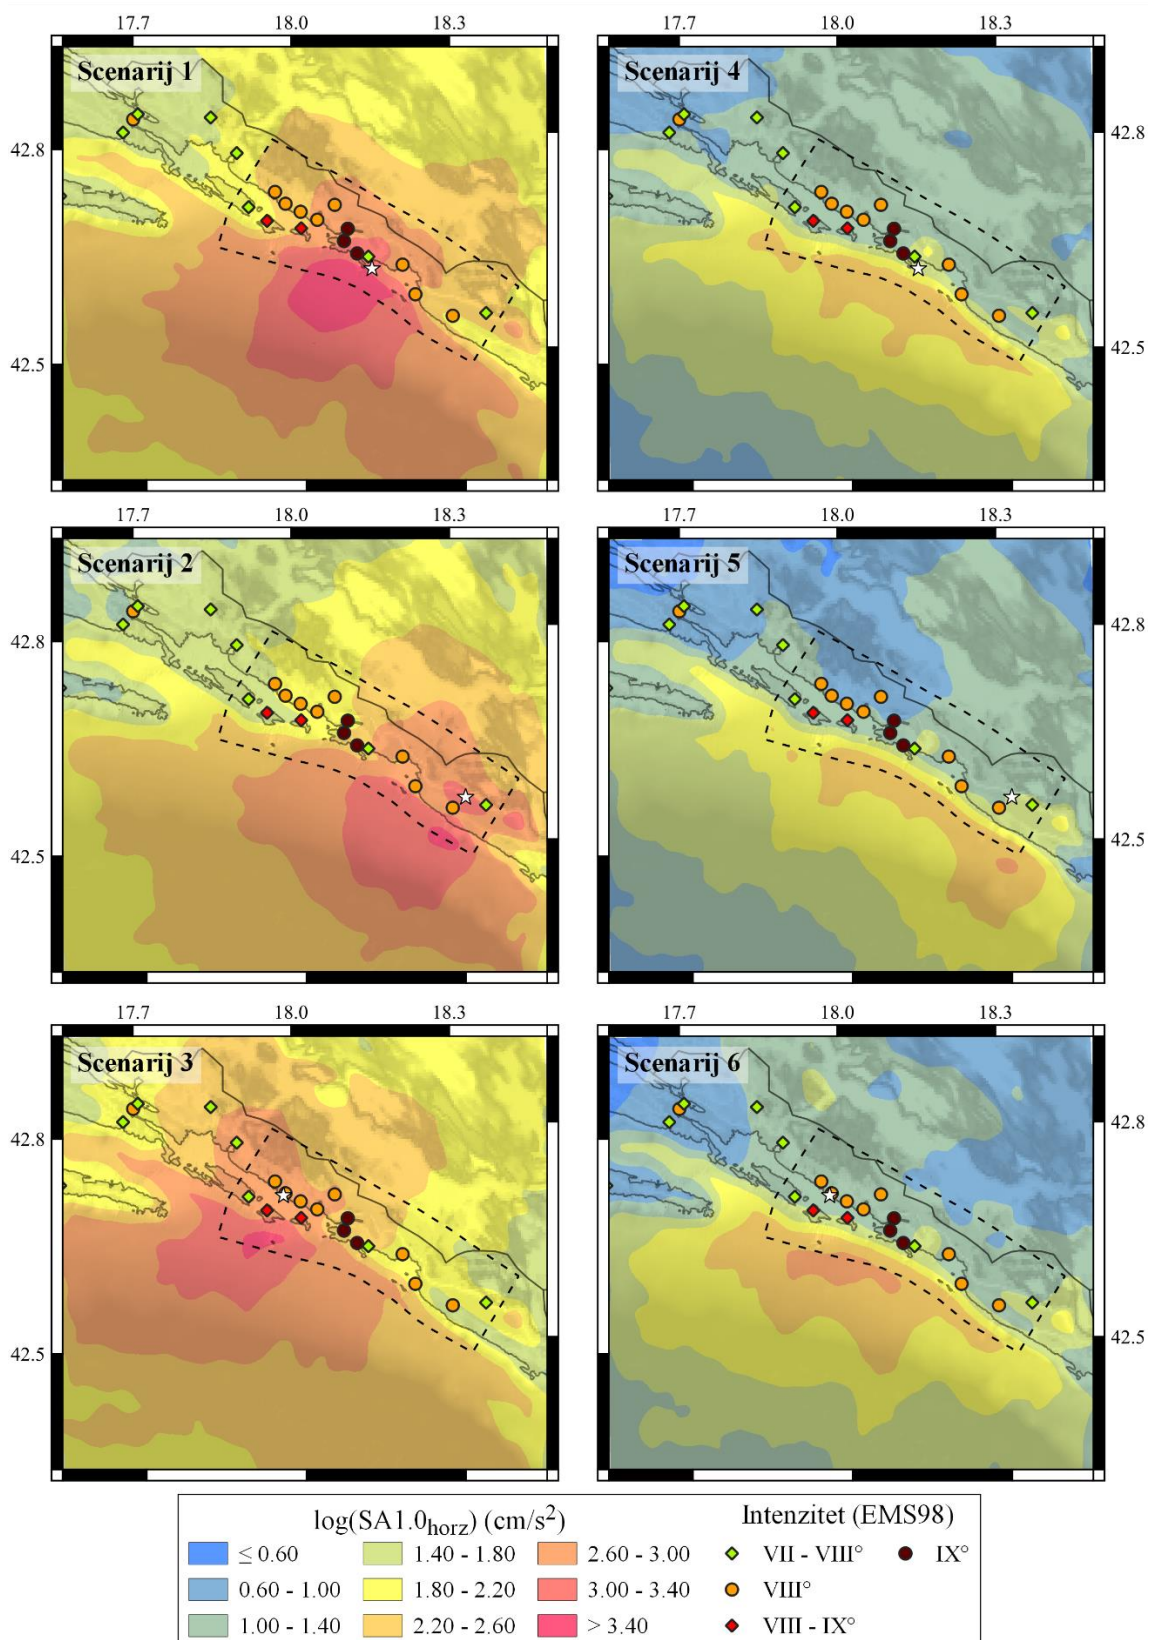 17.7 18.0 18.3 17.7 18.0 18.3
Scenarij 1 Scenarij 4
42.8 42.8
42.5 42.5
17.7 18.0 18.3 17.7 18.0 18.3
Scenarij 2 Scenarij 5
42.8 42.8
42.5 42.5
17.7 18.0 18.3 17.7 18.0 18.3
Scenarij 3 Scenarij 6
42.8 42.8
42.5 42.5
log(SA1.0horz) (cm/s²) Intenzitet (EMS98)
≤ 0.60 1.40 - 1.80 2.60 - 3.00 VII - VIII° IX°
0.60 - 1.00 1.80 - 2.20 3.00 - 3.40 VIII°
1.00 - 1.40 2.20 - 2.60 > 3.40 VIII - IX°